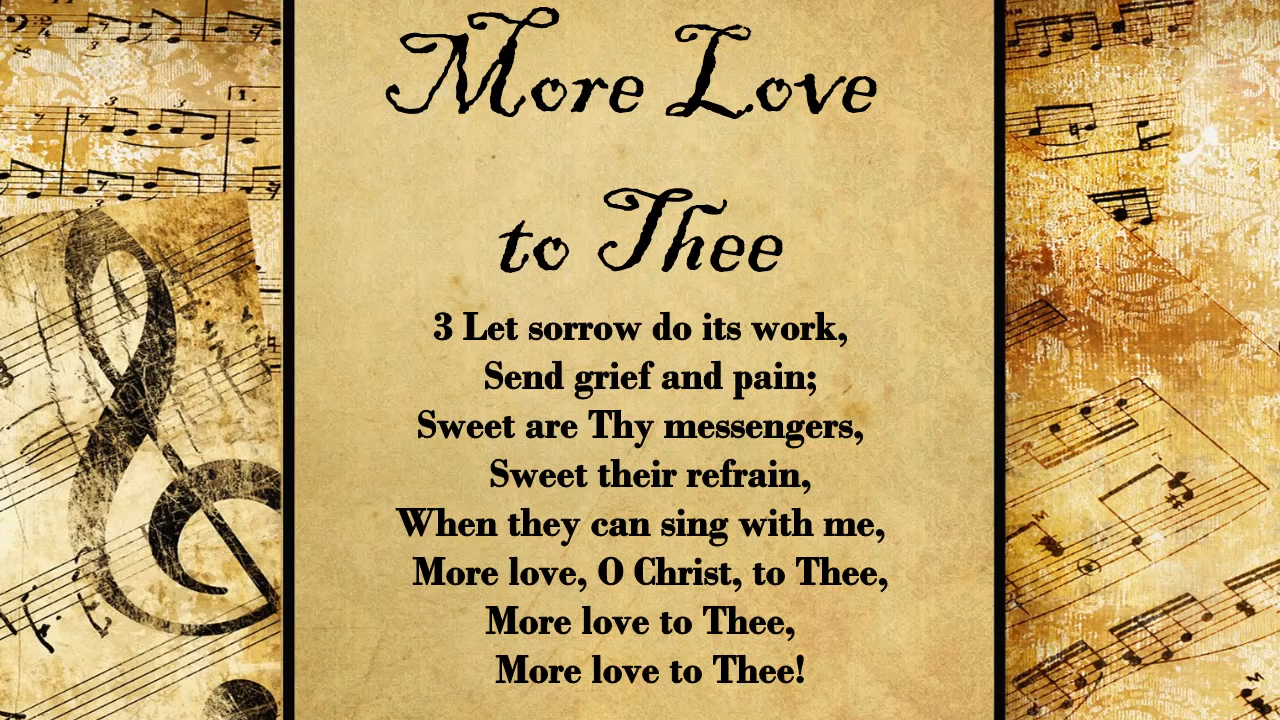 More Love
to Thee
3 Let sorrow do its work,
Send grief and pain;
Sweet are Thy messengers,
Sweet their refrain,
When they can sing with me,
More love, O Christ, to Thee,
More love to Thee,
More love to Thee!